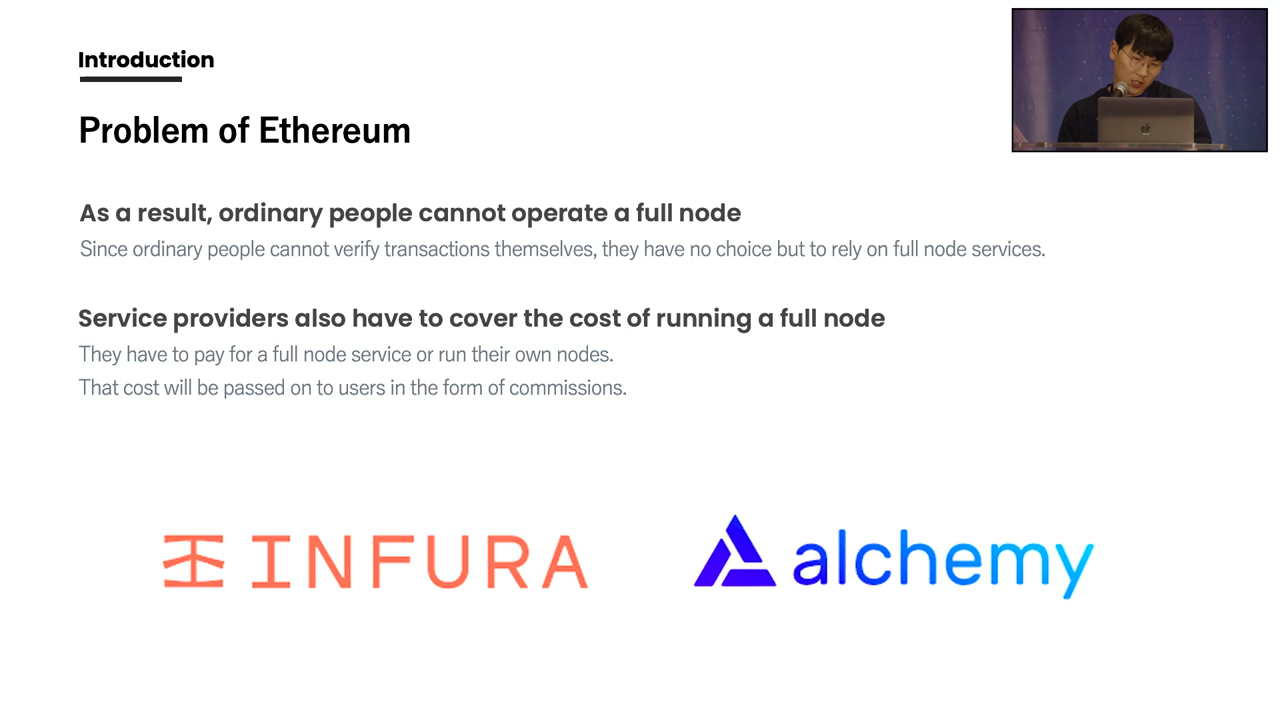 Introduction
Problem of Ethereum
As a result, ordinary people cannot operate a full node
Since ordinary people cannot verify transactions themselves, they have no choice but to rely on full node services.
Service providers also have to cover the cost of running a full node
They have to pay for a full node service or run their own nodes.
That cost will be passed on to users in the form of commissions.
INFURA
alchemy